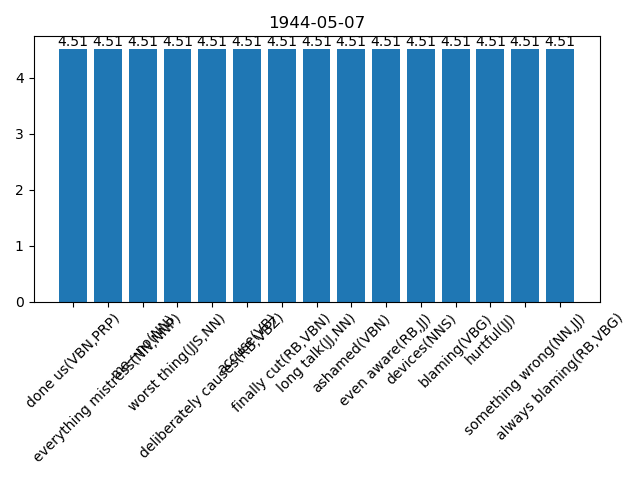 1944-05-07
4.51 4.51 4.51 4.51 4.51 4.51 4.51 4.51 4.51 4.51 4.51 4.51 4.51 4.51 4.51
4
3
2
1
0
done us(VBN,PRP)
everything mistress(NN,NNP)
worst thing(JJS,NN)
deliberately causes(RB,VBZ)
accuse(VB)
finally cut(RB,VBN)
long talk(JJ,NN)
ashamed(VBN)
even aware(RB,JJ)
devices(NNS)
blaming(VBG)
hurtful(JJ)
something wrong(NN,JJ)
always blaming(RB,VBG)